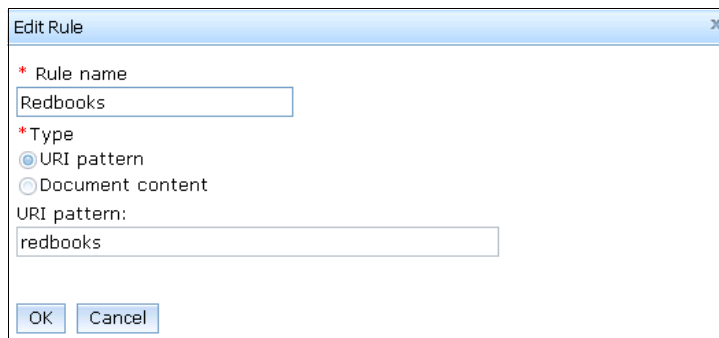 Edit Rule x
* Rule name
Redbooks
*Type
URI pattern
Document content
URI pattern:
redbooks
OK Cancel